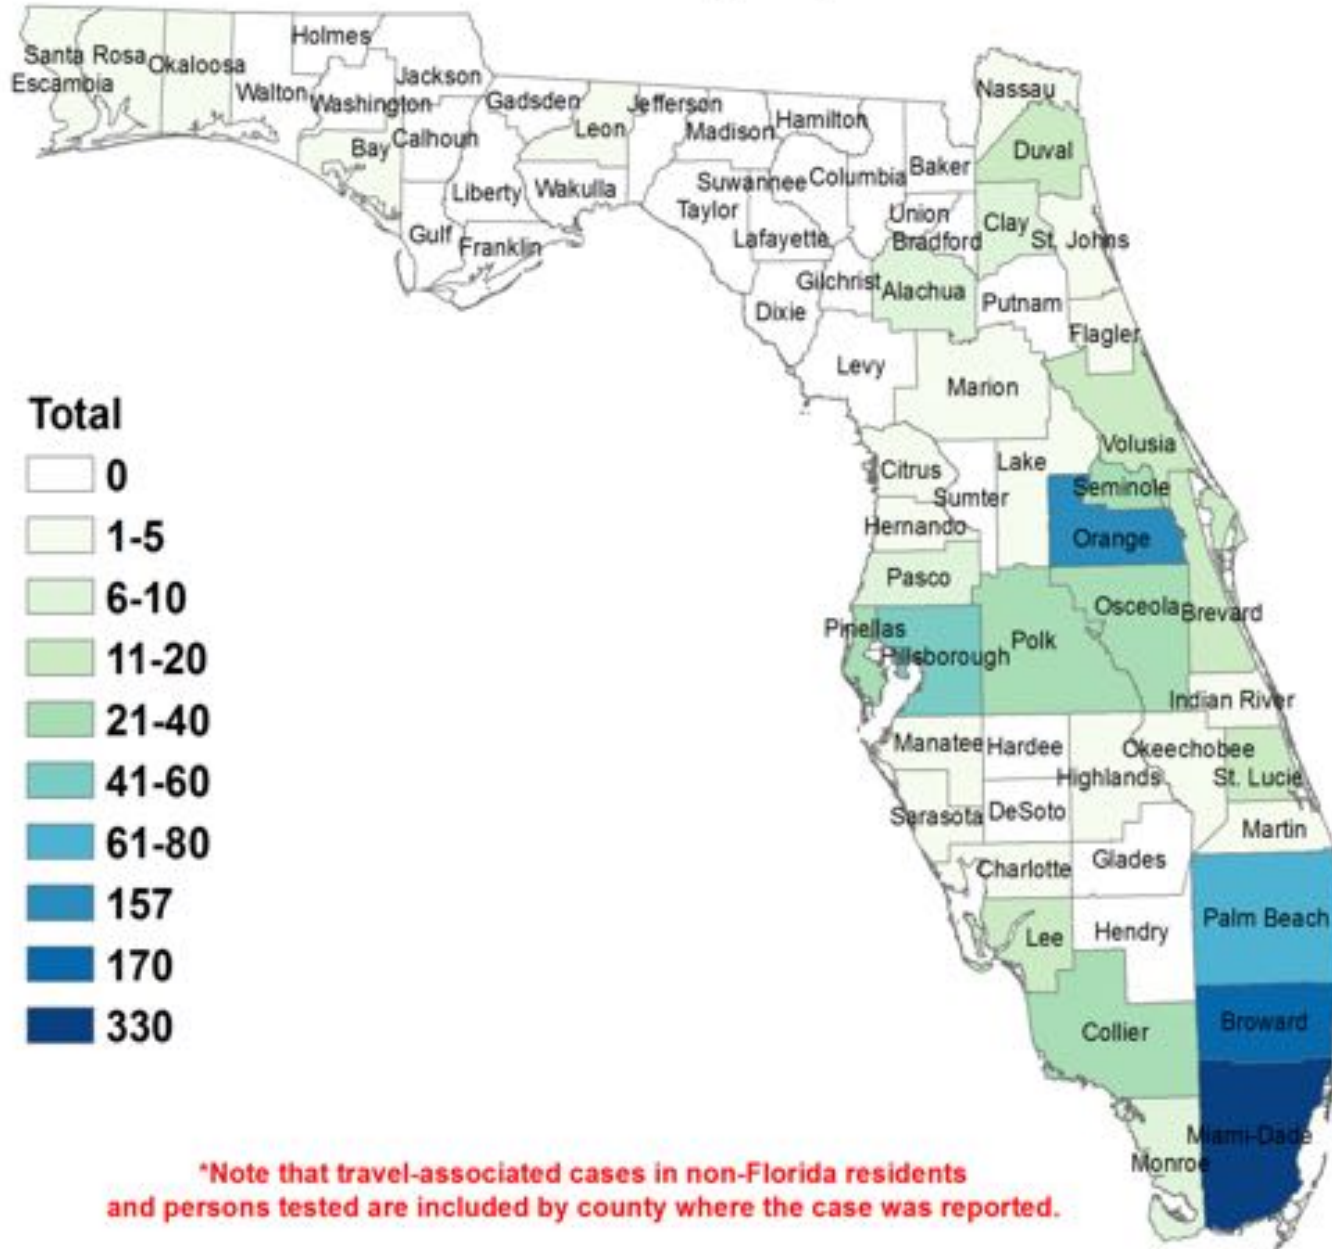 Holmes
Santa Rosa
Okaloosa
Escambia
Walton
Jackson
Washington
Gadsden
Jefferson
Leon
Madison
Hamilton
Nassau
Bay
Calhoun
Duval
Baker
Liberty
Wakulla
Suwannee
Columbia
Taylor
Union
Clay
Gulf
Franklin
Lafayette
Bradford
St. Johns
Gilchrist
Alachua
Dixie
Putnam
Flagler
Levy
Marion
Volusia
Citrus
Lake
Sumter
Seminole
Hernando
Orange
Pasco
Osceola
Brevard
Pinellas
Hillsborough
Polk
Indian River
Manatee
Hardee
Okeechobee
Highlands
St. Lucie
Sarasota
DeSoto
Martin
Charlotte
Glades
Palm Beach
Lee
Hendry
Collier
Broward
Miami-Dade
Monroe
Total
0
1-5
6-10
11-20
21-40
41-60
61-80
157
170
330
*Note that travel-associated cases in non-Florida residents
and persons tested are included by county where the case was reported.